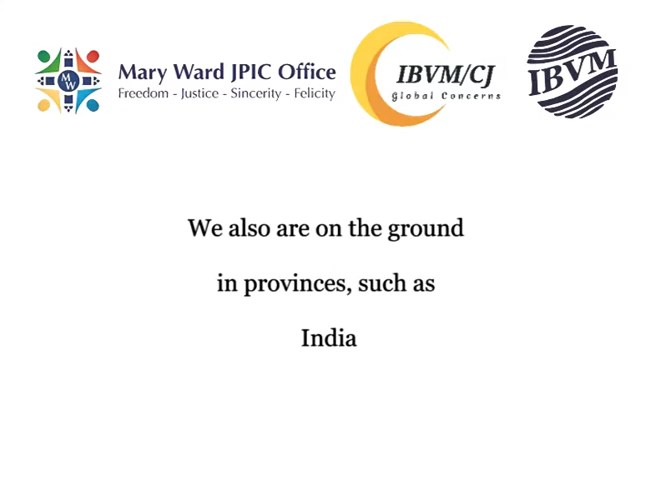 M W
Mary Ward JPIC Office
Freedom - Justice - Sincerity - Felicity
IBVM/CJ
Global Concerns
IBVM
We also are on the ground
in provinces, such as
India